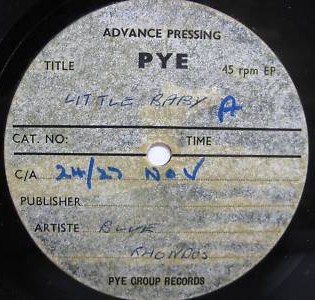 ADVANCE PRESSING
TITLE PYE 45 rpm EP
LITTLE BABY A
CAT. NO: TIME
C/A 24/27 NOV
PUBLISHER
ARTISTE BLUE
RHONDOS
PYE GROUP RECORDS